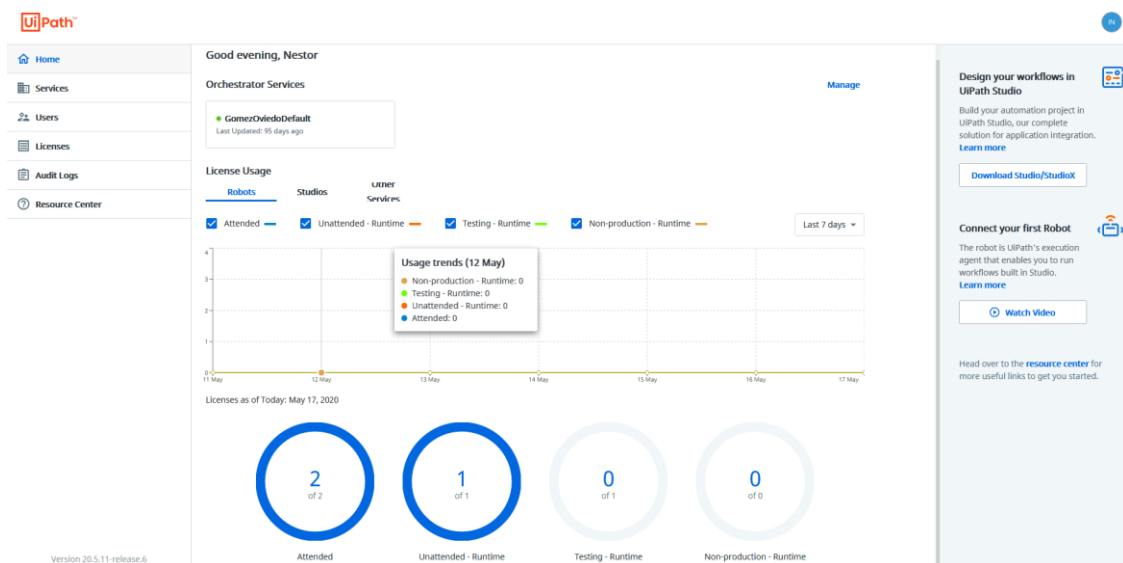 UiPath™
IN
Home
Services
Users
Licenses
Audit Logs
Resource Center
Version 20.5.11-release.6
Good evening, Nestor
Orchestrator Services
Manage
GomezOviedoDefault
Last Updated: 95 days ago
License Usage
Robots
Studios
Other Services
Attended
Unattended - Runtime
Testing - Runtime
Non-production - Runtime
Last 7 days
4
3
2
1
0
Usage trends (12 May)
Non-production - Runtime: 0
Testing - Runtime: 0
Unattended - Runtime: 0
Attended: 0
11 May
12 May
13 May
14 May
15 May
16 May
17 May
Licenses as of Today: May 17, 2020
2
of 2
Attended
1
of 1
Unattended - Runtime
0
of 1
Testing - Runtime
0
of 0
Non-production - Runtime
Design your workflows in
UiPath Studio
Build your automation project in
UiPath Studio, our complete
solution for application integration.
Learn more
Download Studio/StudioX
Connect your first Robot
The robot is UiPath's execution
agent that enables you to run
workflows built in Studio.
Learn more
Watch Video
Head over to the resource center for
more useful links to get you started.